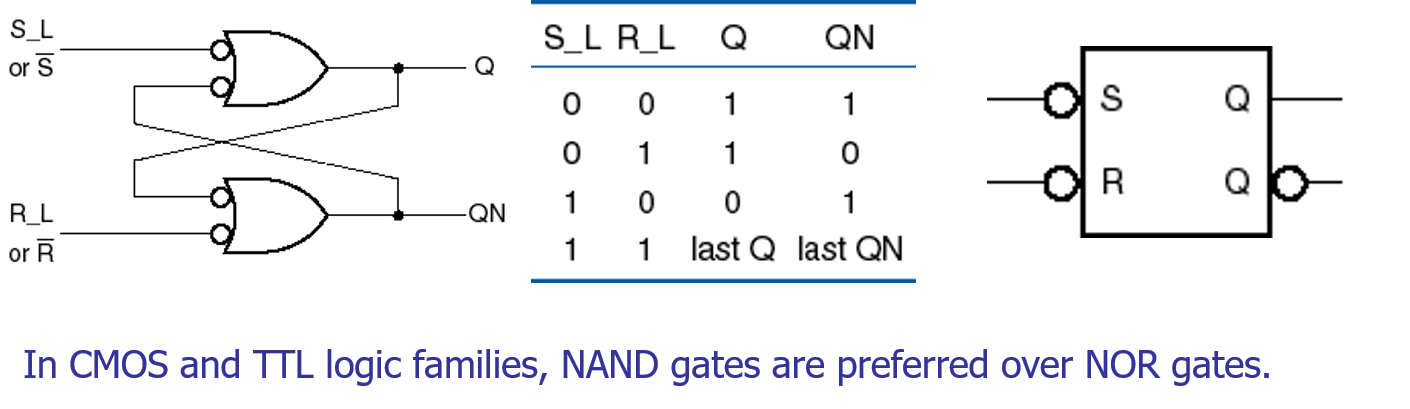 S_L
or S̅
Q
R_L
or R̅
QN
S_L R_L Q QN
0 0 1 1
0 1 1 0
1 0 0 1
1 1 last Q last QN
S Q
R Q
In CMOS and TTL logic families, NAND gates are preferred over NOR gates.